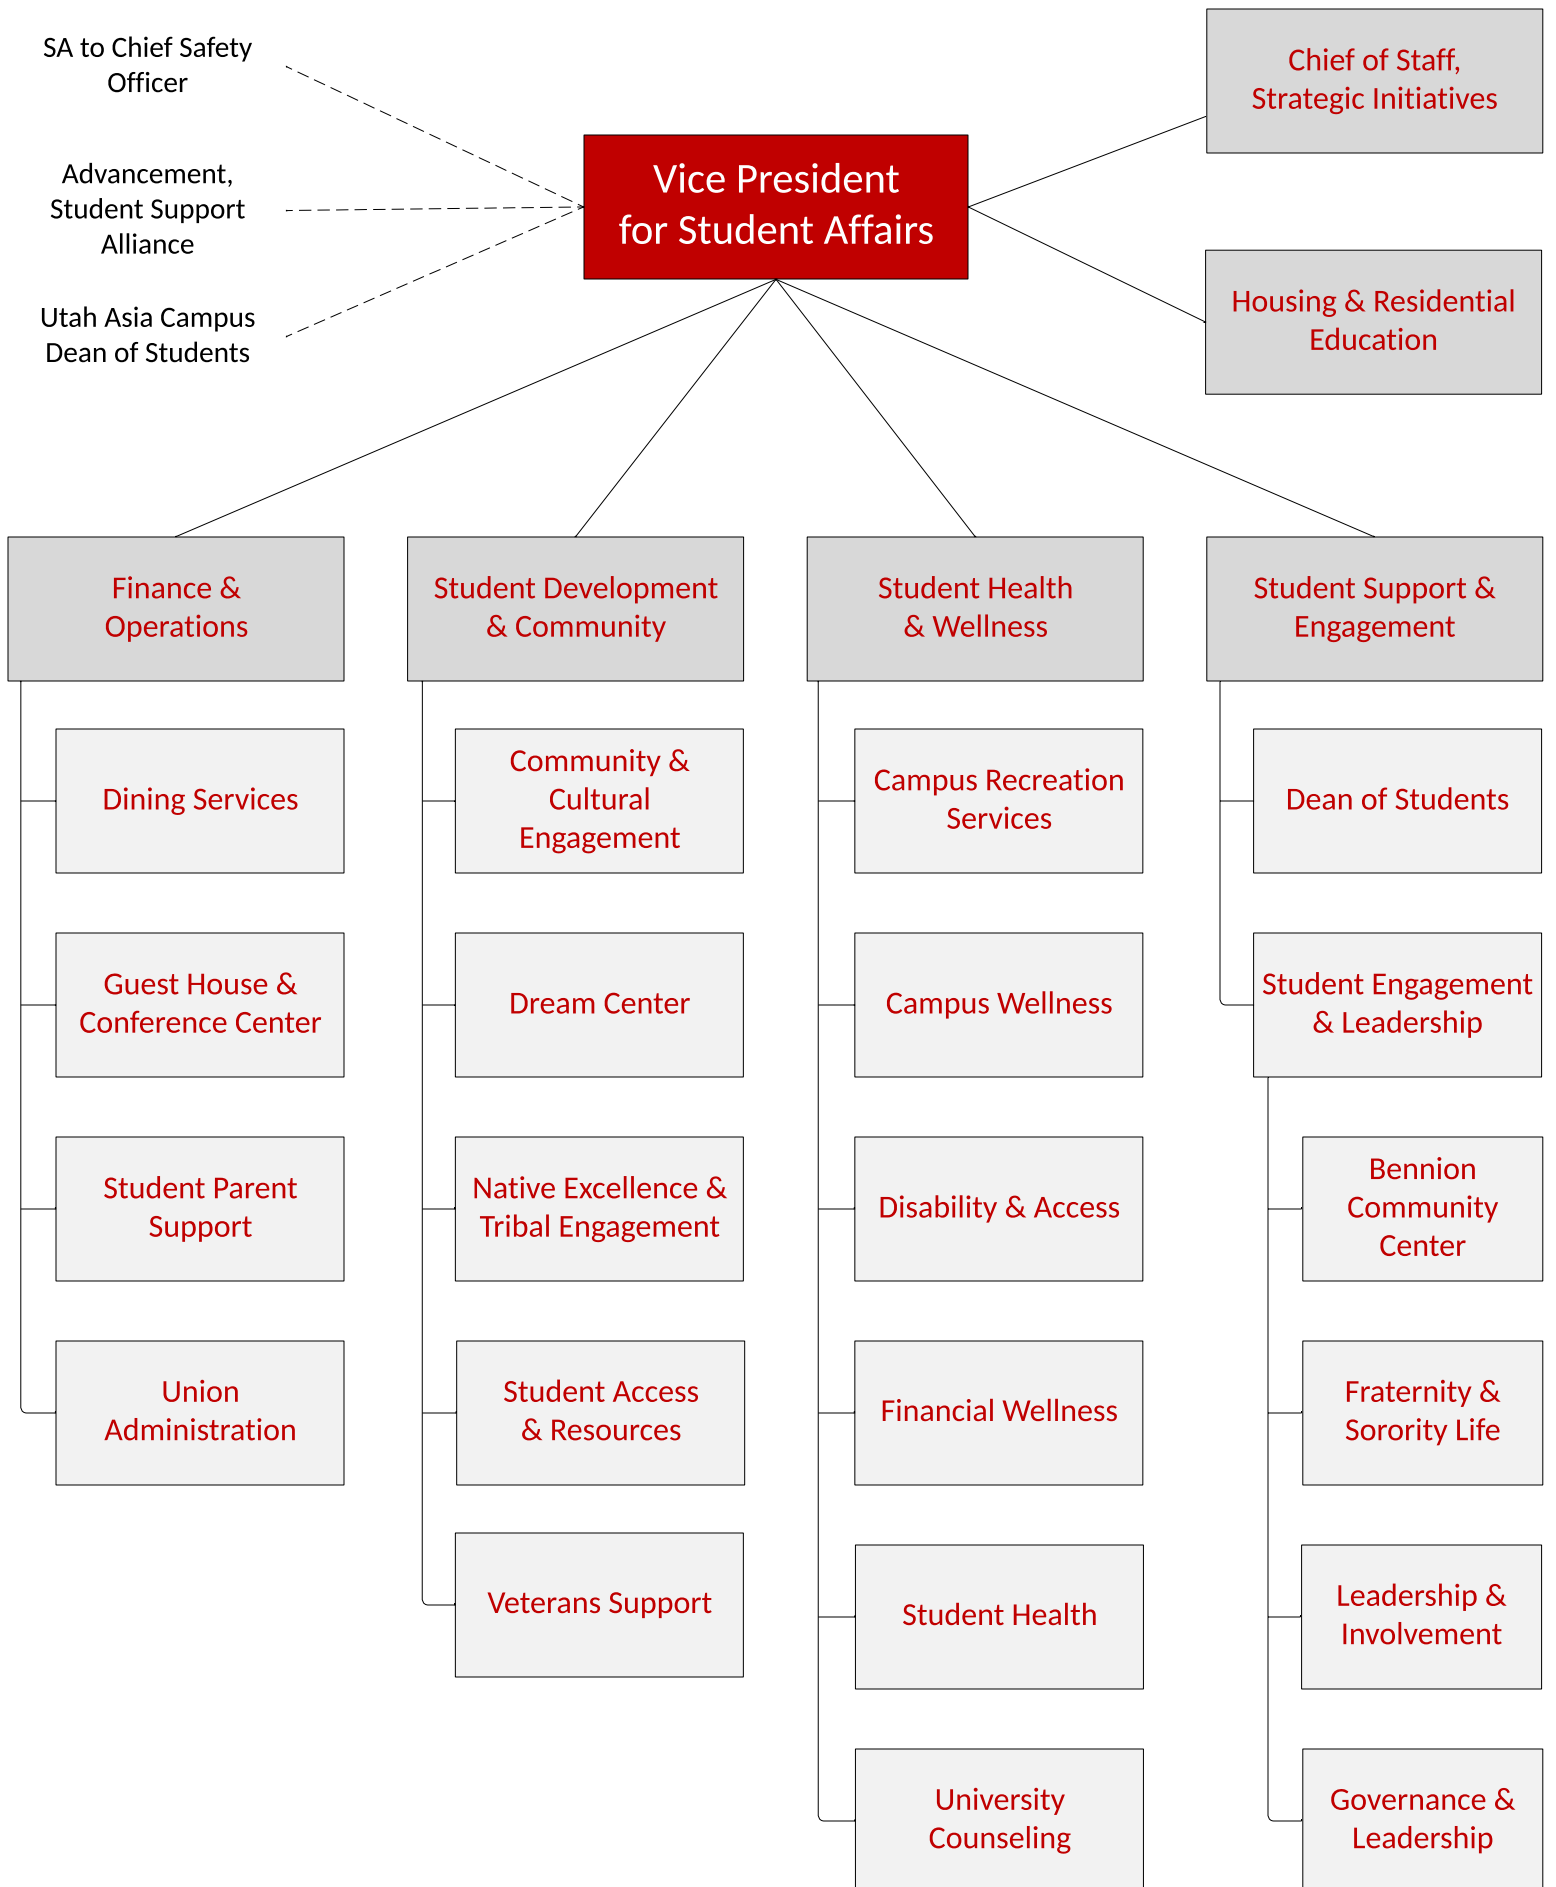 SA to Chief Safety
Officer
Advancement,
Student Support
Alliance
Utah Asia Campus
Dean of Students
Vice President
for Student Affairs
Chief of Staff,
Strategic Initiatives
Housing & Residential
Education
Finance &
Operations
Dining Services
Guest House &
Conference Center
Student Parent
Support
Union
Administration
Student Development
& Community
Community &
Cultural
Engagement
Dream Center
Native Excellence &
Tribal Engagement
Student Access
& Resources
Veterans Support
Student Health
& Wellness
Campus Recreation
Services
Campus Wellness
Disability & Access
Financial Wellness
Student Health
University
Counseling
Student Support &
Engagement
Dean of Students
Student Engagement
& Leadership
Bennion
Community
Center
Fraternity &
Sorority Life
Leadership &
Involvement
Governance &
Leadership